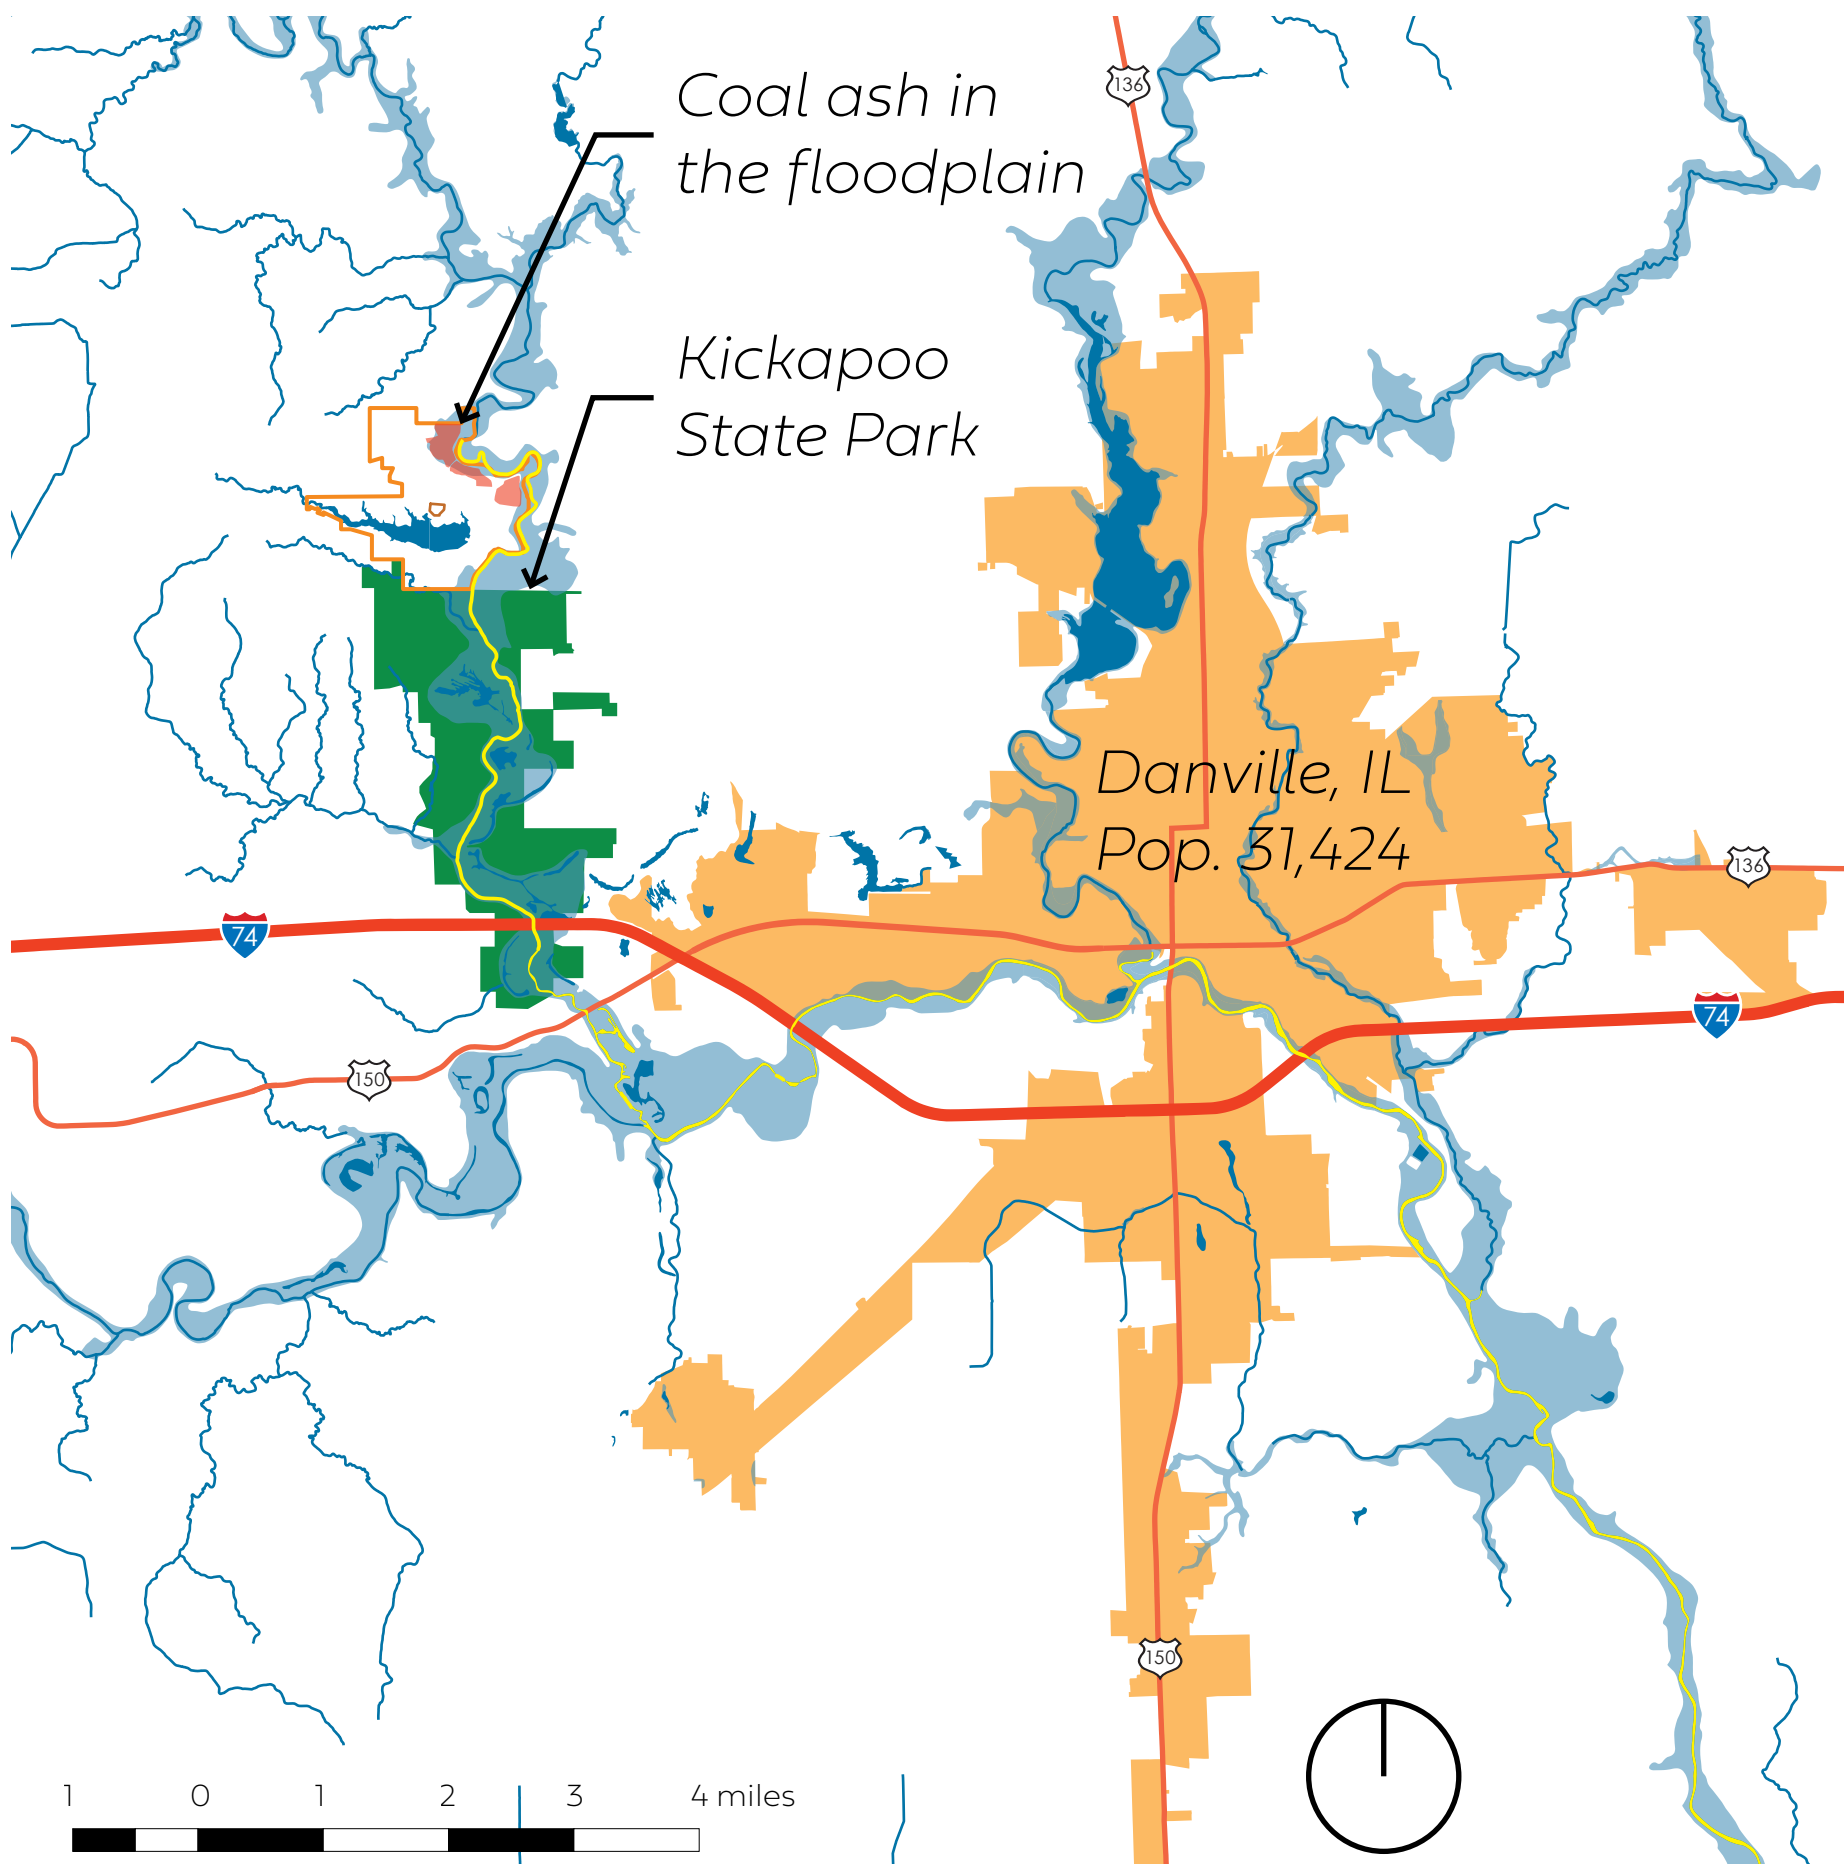 136
Coal ash in
the floodplain
Kickapoo
State Park
Danville, IL
Pop. 31,424
136
74
74
150
150
1 0 1 2 3 4 miles